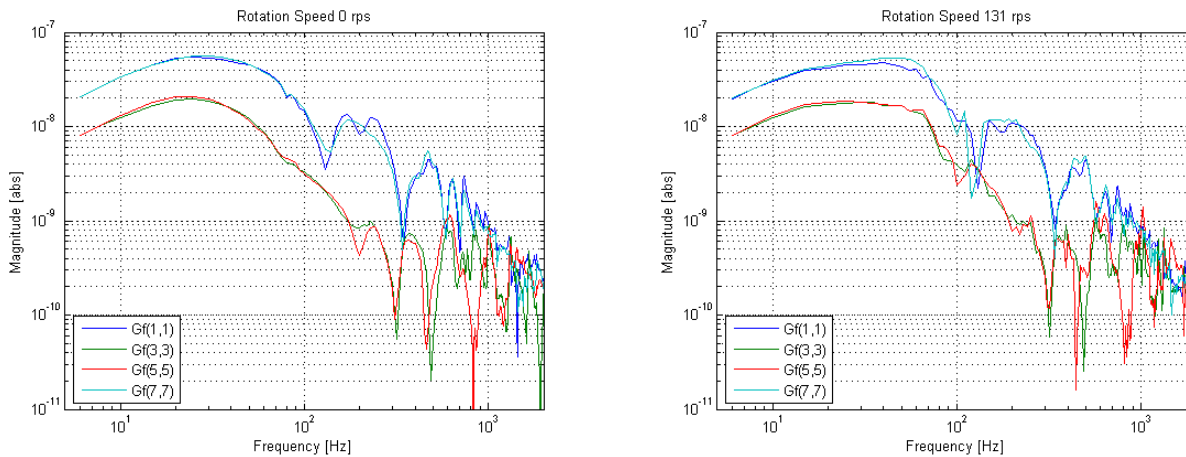 Rotation Speed 0 rps
10^-7
10^-8
10^-9
10^-10
10^-11
Magnitude [abs]
Gf(1,1)
Gf(3,3)
Gf(5,5)
Gf(7,7)
10^1
10^2
10^3
Frequency [Hz]
Rotation Speed 131 rps
10^-7
10^-8
10^-9
10^-10
10^-11
Magnitude [abs]
Gf(1,1)
Gf(3,3)
Gf(5,5)
Gf(7,7)
10^1
10^2
10^3
Frequency [Hz]